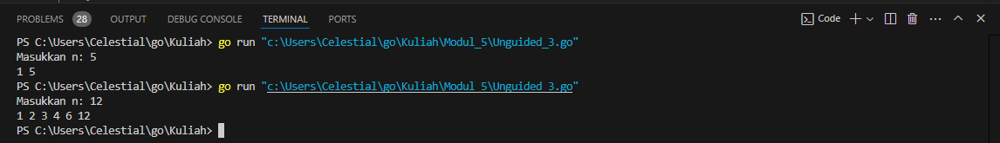 PROBLEMS 28 OUTPUT DEBUG CONSOLE TERMINAL PORTS Code
PS C:\Users\Celestial\go\Kuliah> go run "c:\Users\Celestial\go\Kuliah\Modul_5\Unguided_3.go"
Masukkan n: 5
1 5
PS C:\Users\Celestial\go\Kuliah> go run "c:\Users\Celestial\go\Kuliah\Modul_5\Unguided_3.go"
Masukkan n: 12
1 2 3 4 6 12
PS C:\Users\Celestial\go\Kuliah>